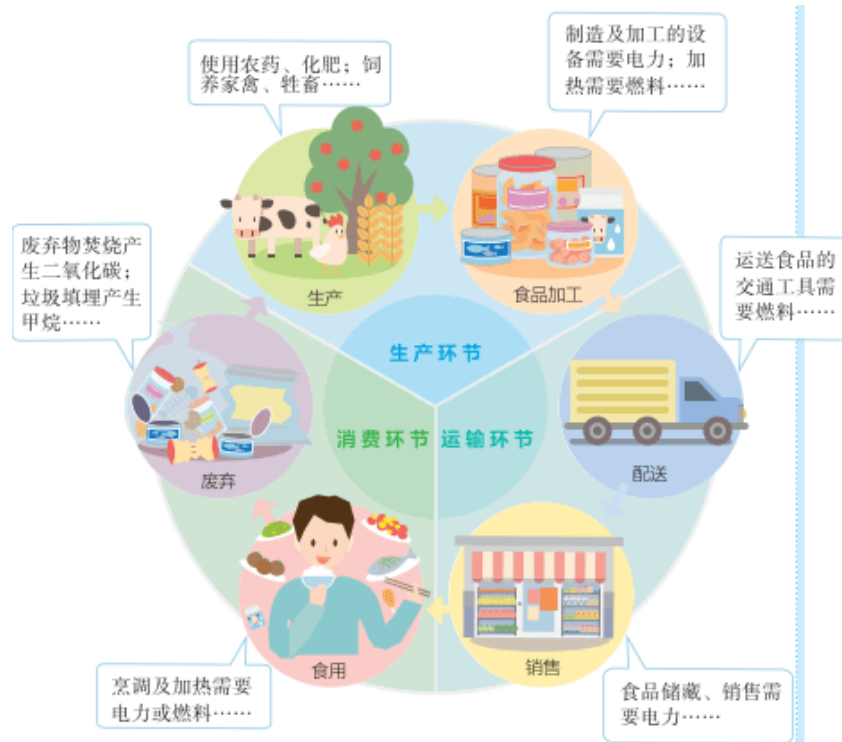 使用农药、化肥；饲
养家禽、牲畜……
制造及加工的设
备需要电力；加
热需要燃料……
废弃物焚烧产
生二氧化碳；
垃圾填埋产生
甲烷……
运送食品的
交通工具需
要燃料……
生产
食品加工
生产环节
消费环节
运输环节
废弃
配送
食用
销售
烹调及加热需要
电力或燃料……
食品储藏、销售需
要电力……